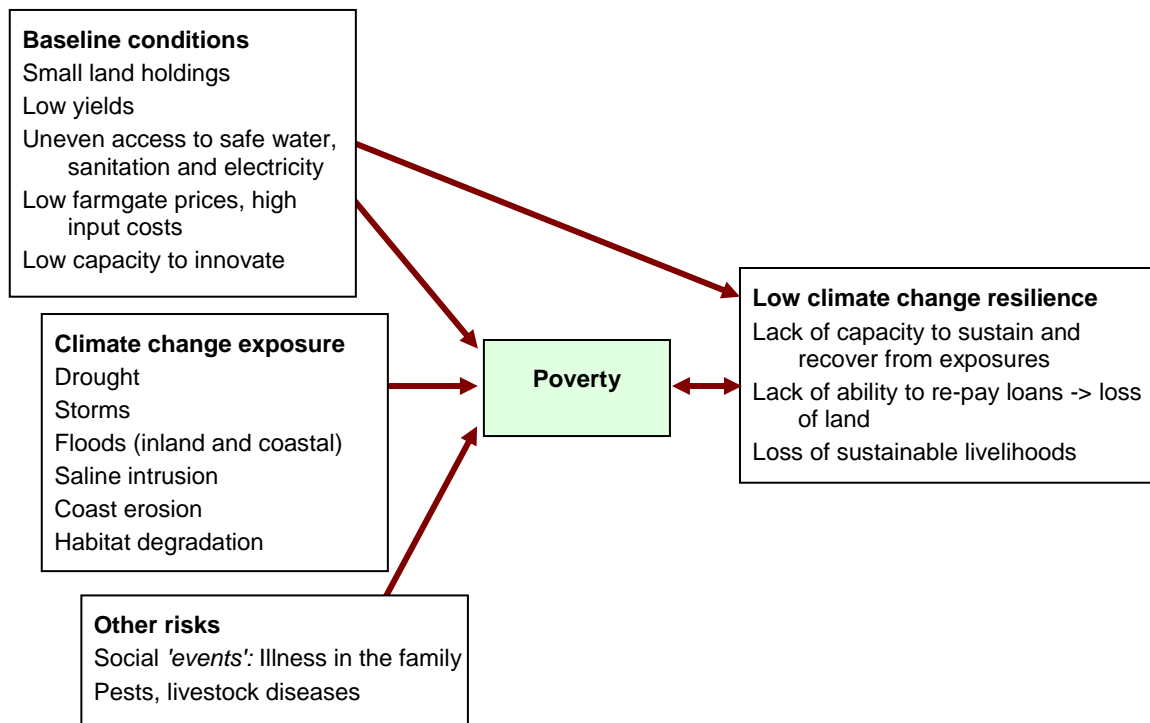 Baseline conditions
Small land holdings
Low yields
Uneven access to safe water,
sanitation and electricity
Low farmgate prices, high
input costs
Low capacity to innovate
Climate change exposure
Drought
Storms
Floods (inland and coastal)
Saline intrusion
Coast erosion
Habitat degradation
Other risks
Social 'events': Illness in the family
Pests, livestock diseases
Poverty
Low climate change resilience
Lack of capacity to sustain and
recover from exposures
Lack of ability to re-pay loans -> loss
of land
Loss of sustainable livelihoods